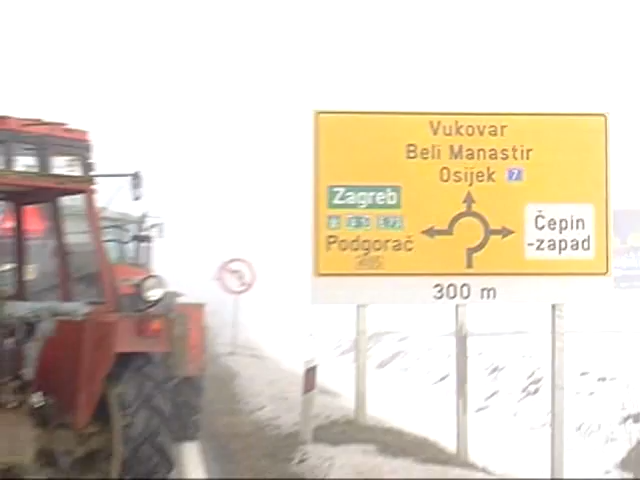 Vukovar
Beli Manastir
Osijek 7
Zagreb
Podgorač
Čepin
-zapad
300 m